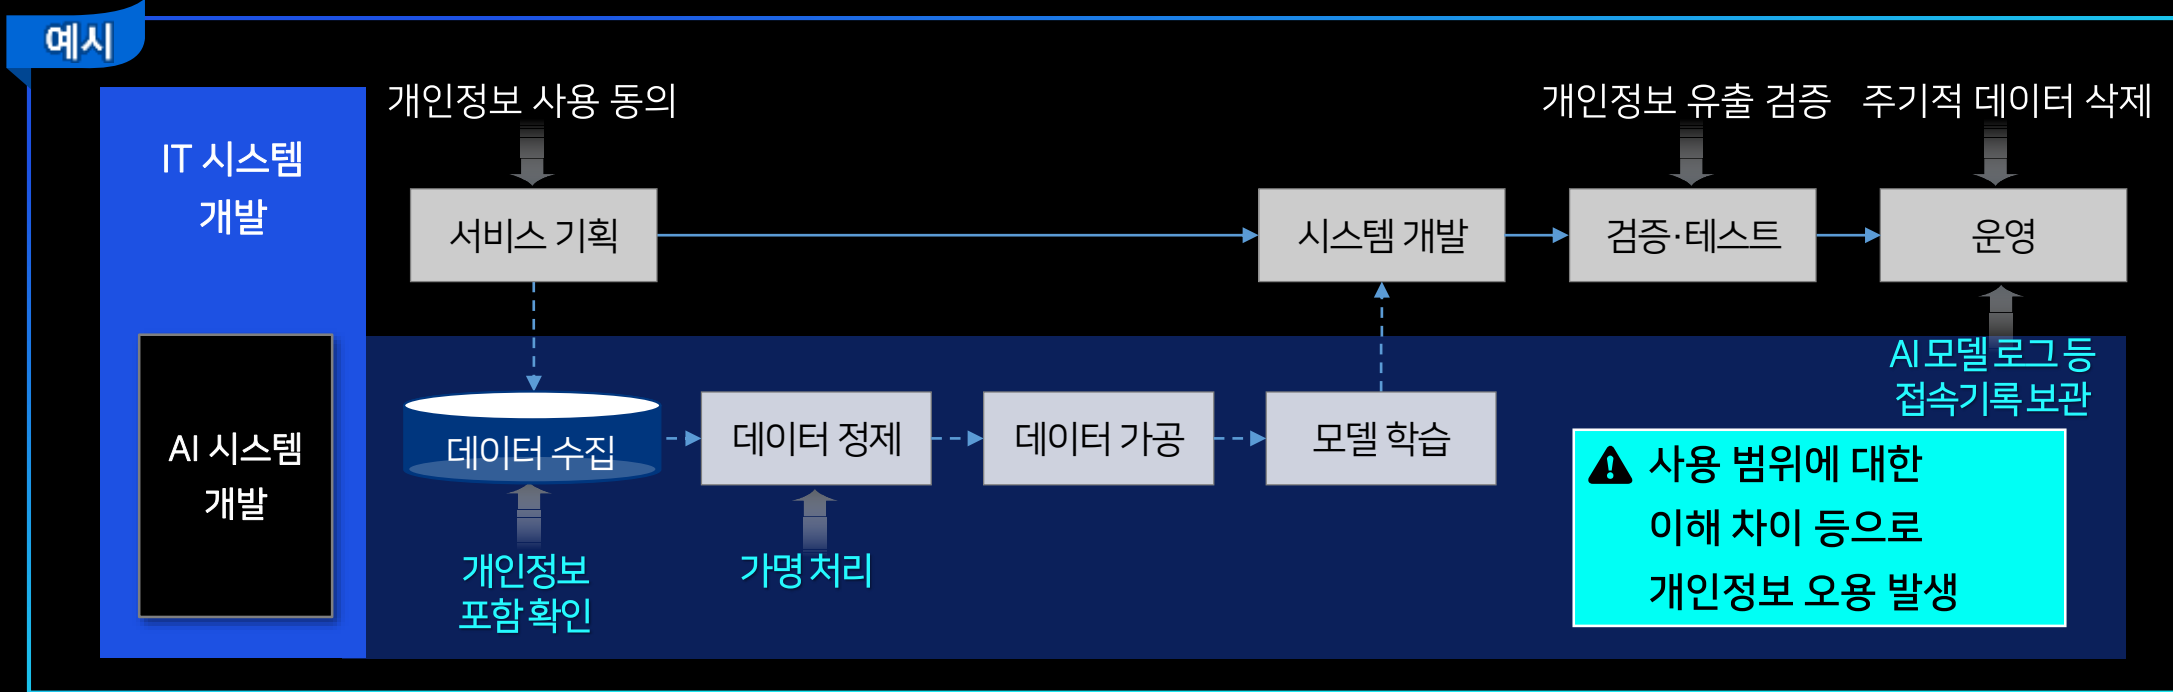 예시
IT 시스템
개발
개인정보 사용 동의
개인정보 유출 검증
주기적 데이터 삭제
서비스 기획
시스템 개발
검증·테스트
운영
AI 시스템
개발
데이터 수집
데이터 정제
데이터 가공
모델 학습
AI 모델 로그 등
접속기록 보관
개인정보
포함 확인
가명 처리
사용 범위에 대한
이해 차이 등으로
개인정보 오용 발생